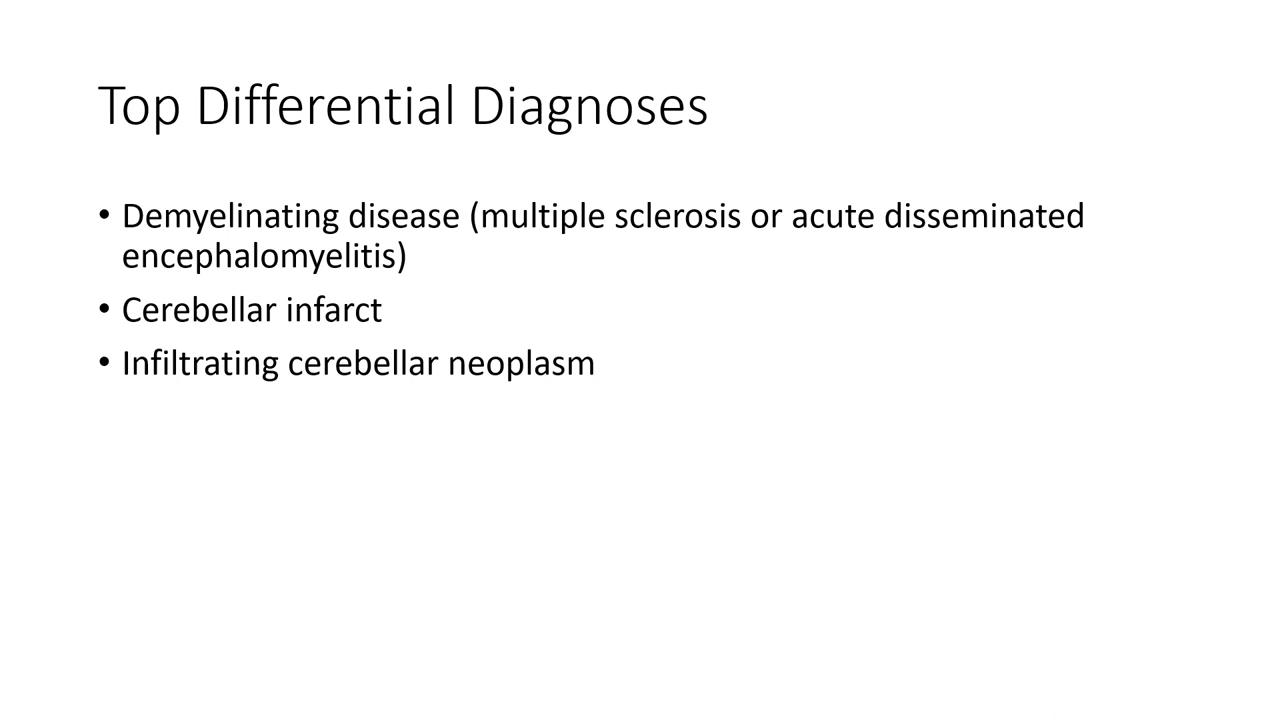 Top Differential Diagnoses
• Demyelinating disease (multiple sclerosis or acute disseminated
encephalomyelitis)
• Cerebellar infarct
• Infiltrating cerebellar neoplasm